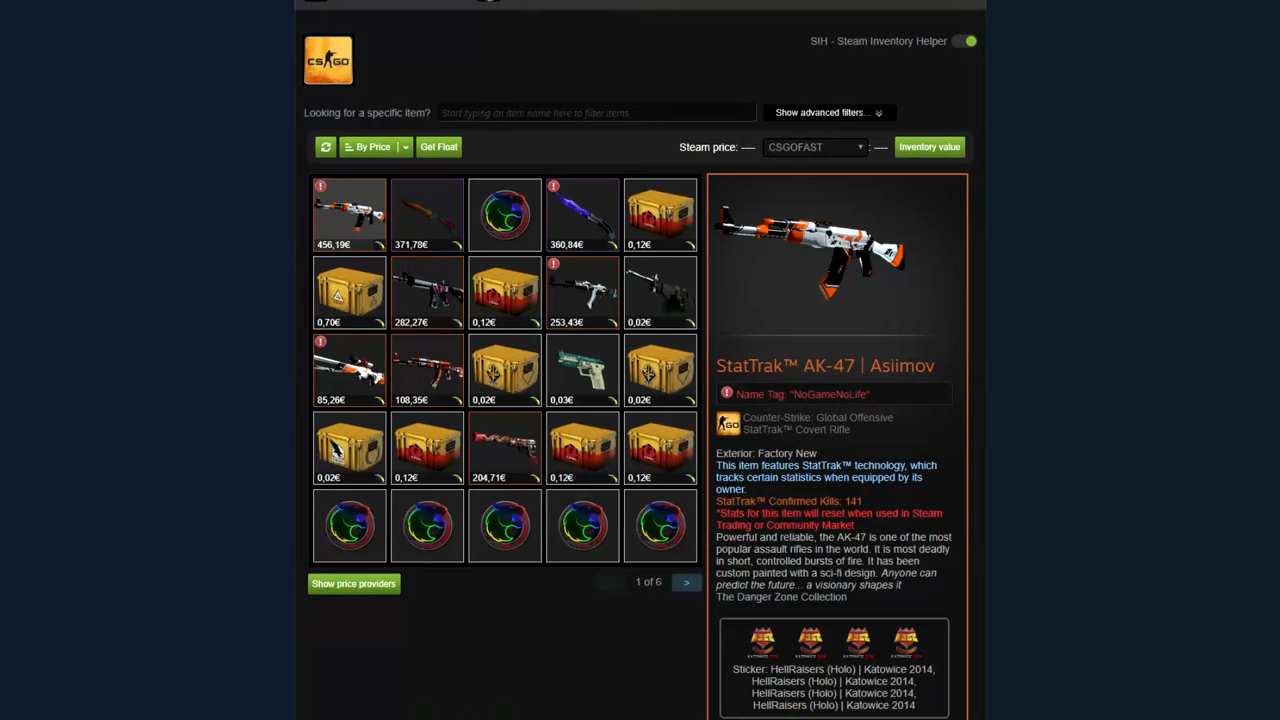 CS GO
SIH - Steam Inventory Helper
Looking for a specific item?
Start typing an item name here to filter items
Show advanced filters...
By Price
Get Float
Steam price: ----
CSGOFAST
: ----
Inventory value
456,19€
371,78€
360,84€
0,12€
0,70€
282,27€
0,12€
253,43€
0,02€
85,26€
108,35€
0,02€
0,03€
0,02€
0,02€
0,12€
204,71€
0,12€
0,12€
Show price providers
1 of 6
>
StatTrak™ AK-47 | Asiimov
Name Tag: "NoGameNoLife"
GO
Counter-Strike: Global Offensive
StatTrak™ Covert Rifle
Exterior: Factory New
This item features StatTrak™ technology, which
tracks certain statistics when equipped by its
owner.
StatTrak™ Confirmed Kills: 141
*Stats for this item will reset when used in Steam
Trading or Community Market
Powerful and reliable, the AK-47 is one of the most
popular assault rifles in the world. It is most deadly
in short, controlled bursts of fire. It has been
custom painted with a sci-fi design. Anyone can
predict the future... a visionary shapes it
The Danger Zone Collection
Sticker: HellRaisers (Holo) | Katowice 2014,
HellRaisers (Holo) | Katowice 2014,
HellRaisers (Holo) | Katowice 2014,
HellRaisers (Holo) | Katowice 2014